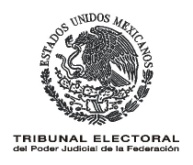 ESTADOS UNIDOS MEXICANOS
TRIBUNAL ELECTORAL
del Poder Judicial de la Federación